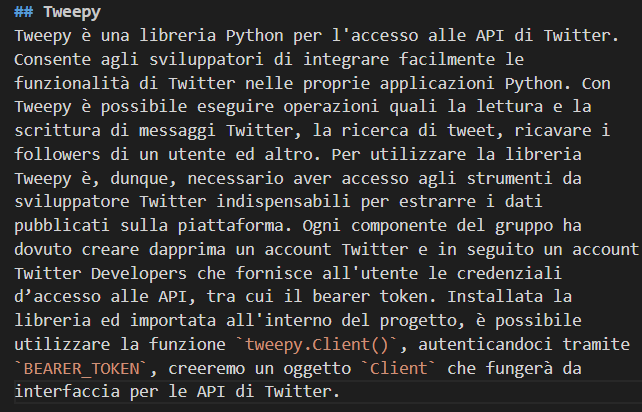 ## Tweepy
Tweepy è una libreria Python per l'accesso alle API di Twitter.
Consente agli sviluppatori di integrare facilmente le
funzionalità di Twitter nelle proprie applicazioni Python. Con
Tweepy è possibile eseguire operazioni quali la lettura e la
scrittura di messaggi Twitter, la ricerca di tweet, ricavare i
followers di un utente ed altro. Per utilizzare la libreria
Tweepy è, dunque, necessario aver accesso agli strumenti da
sviluppatore Twitter indispensabili per estrarre i dati
pubblicati sulla piattaforma. Ogni componente del gruppo ha
dovuto creare dapprima un account Twitter e in seguito un account
Twitter Developers che fornisce all'utente le credenziali
d’accesso alle API, tra cui il bearer token. Installata la
libreria ed importata all'interno del progetto, è possibile
utilizzare la funzione `tweepy.Client()`, autenticandoci tramite
`BEARER_TOKEN`, creeremo un oggetto `Client` che fungerà da
interfaccia per le API di Twitter.